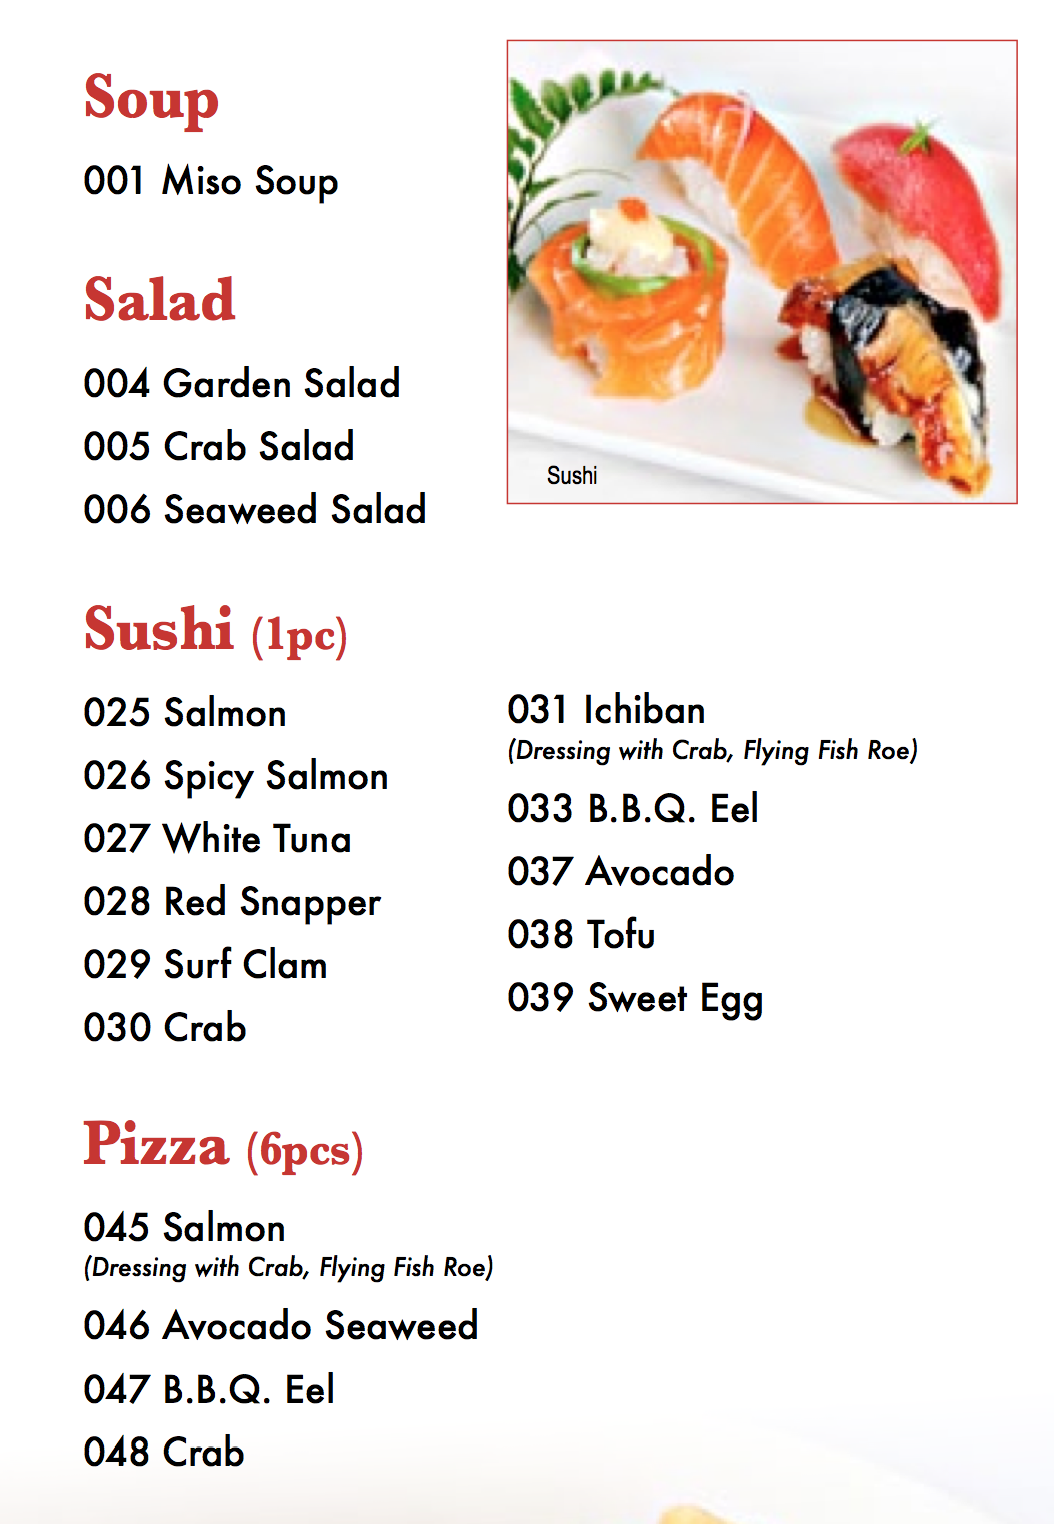 Soup
001 Miso Soup
Salad
004 Garden Salad
005 Crab Salad
006 Seaweed Salad
Sushi
Sushi (1pc)
025 Salmon
026 Spicy Salmon
027 White Tuna
028 Red Snapper
029 Surf Clam
030 Crab
031 Ichiban
(Dressing with Crab, Flying Fish Roe)
033 B.B.Q. Eel
037 Avocado
038 Tofu
039 Sweet Egg
Pizza (6pcs)
045 Salmon
(Dressing with Crab, Flying Fish Roe)
046 Avocado Seaweed
047 B.B.Q. Eel
048 Crab